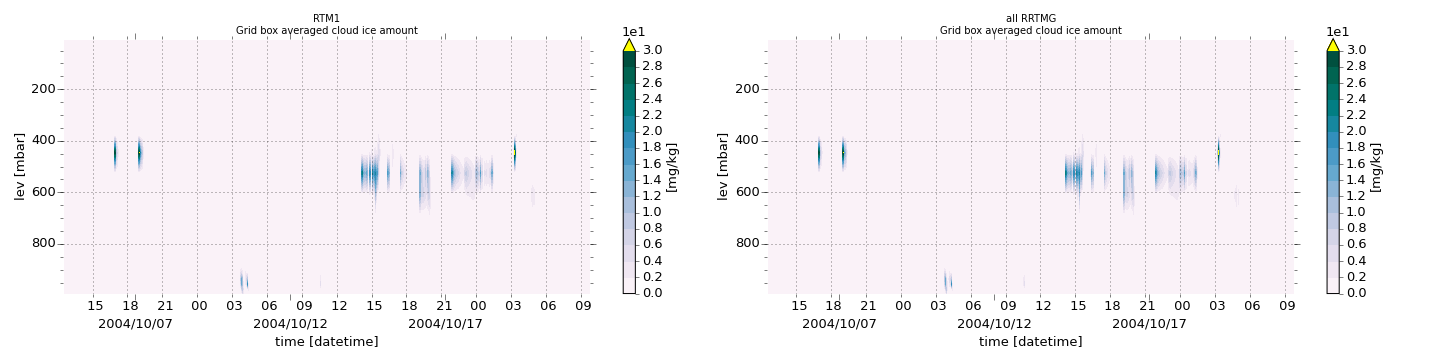 RTM1
Grid box averaged cloud ice amount
1e1
lev [mbar]
200
400
600
800
15 18 21 00 03 06 09 12 15 18 21 00 03 06 09
2004/10/07 2004/10/12 2004/10/17
time [datetime]
3.0
2.8
2.6
2.4
2.2
2.0
1.8
1.6
1.4
1.2
1.0
0.8
0.6
0.4
0.2
0.0
[mg/kg]
all RRTMG
Grid box averaged cloud ice amount
1e1
lev [mbar]
200
400
600
800
15 18 21 00 03 06 09 12 15 18 21 00 03 06 09
2004/10/07 2004/10/12 2004/10/17
time [datetime]
3.0
2.8
2.6
2.4
2.2
2.0
1.8
1.6
1.4
1.2
1.0
0.8
0.6
0.4
0.2
0.0
[mg/kg]